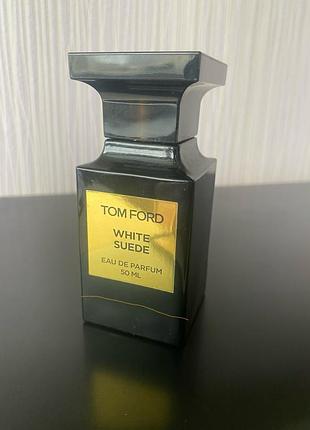 TOM FORD
WHITE
SUEDE
EAU DE PARFUM
50 ML